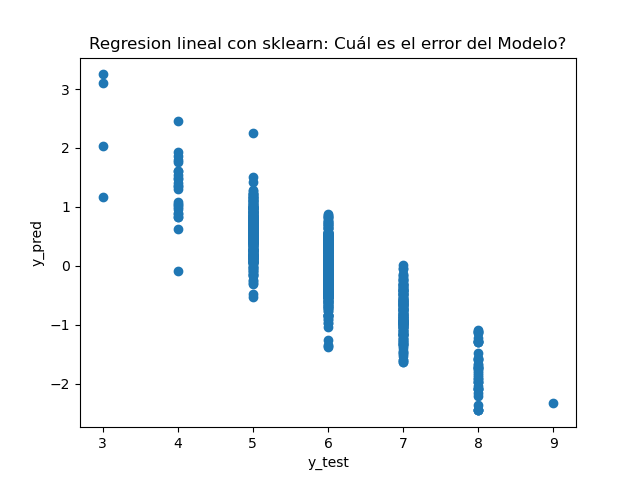 Regresion lineal con sklearn: Cuál es el error del Modelo?
3
2
1
0
−1
−2
y_pred
3 4 5 6 7 8 9
y_test